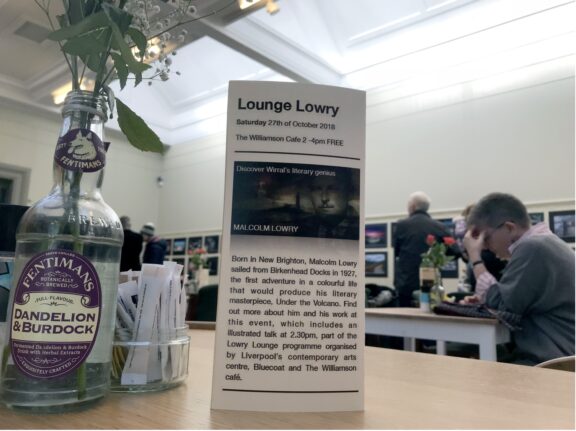 Lounge Lowry
Saturday 27th of October 2018
The Williamson Cafe 2 -4pm FREE
Discover Wirral's literary genius
MALCOLM LOWRY
Born in New Brighton, Malcolm Lowry
sailed from Birkenhead Docks in 1927,
the first adventure in a colourful life
that would produce his literary
masterpiece, Under the Volcano. Find
out more about him and his work at
this event, which includes an
illustrated talk at 2.30pm, part of the
Lowry Lounge programme organised
by Liverpool's contemporary arts
centre, Bluecoat and The Williamson
café.
FENTIMANS
BREWED
FENTIMANS
BOTANICALLY
BREWED
FULL FLAVOURED
DANDELION
& BURDOCK
Fermented Dandelion & Burdock
Drink with Herbal Extracts
EXQUISITELY CRAFTED